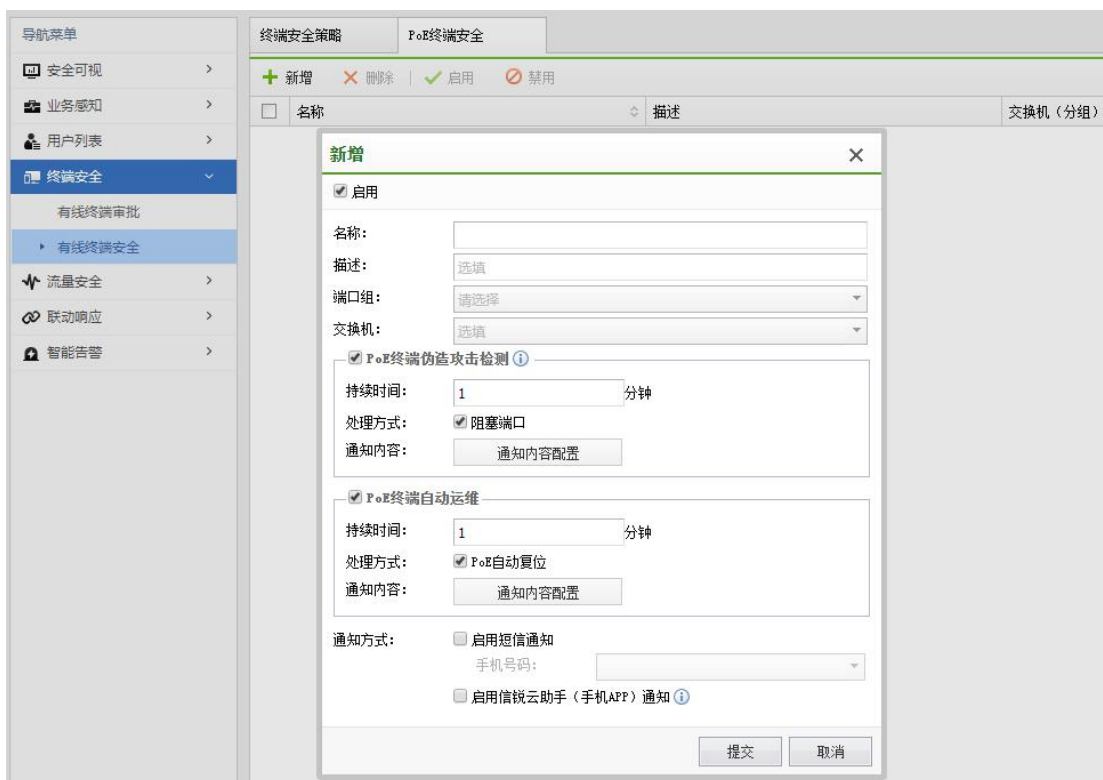 导航菜单
安全可视
业务感知
用户列表
终端安全
有线终端审批
有线终端安全
流量安全
联动响应
智能告警
终端安全策略 PoE终端安全
新增 删除 启用 禁用
名称 描述 交换机（分组）
新增
启用
名称：
描述： 选填
端口组： 请选择
交换机： 选填
PoE终端伪造攻击检测
持续时间： 1 分钟
处理方式： 阻塞端口
通知内容： 通知内容配置
PoE终端自动运维
持续时间： 1 分钟
处理方式： PoE自动复位
通知内容： 通知内容配置
通知方式： 启用短信通知
手机号码：
启用信锐云助手（手机APP）通知
提交 取消